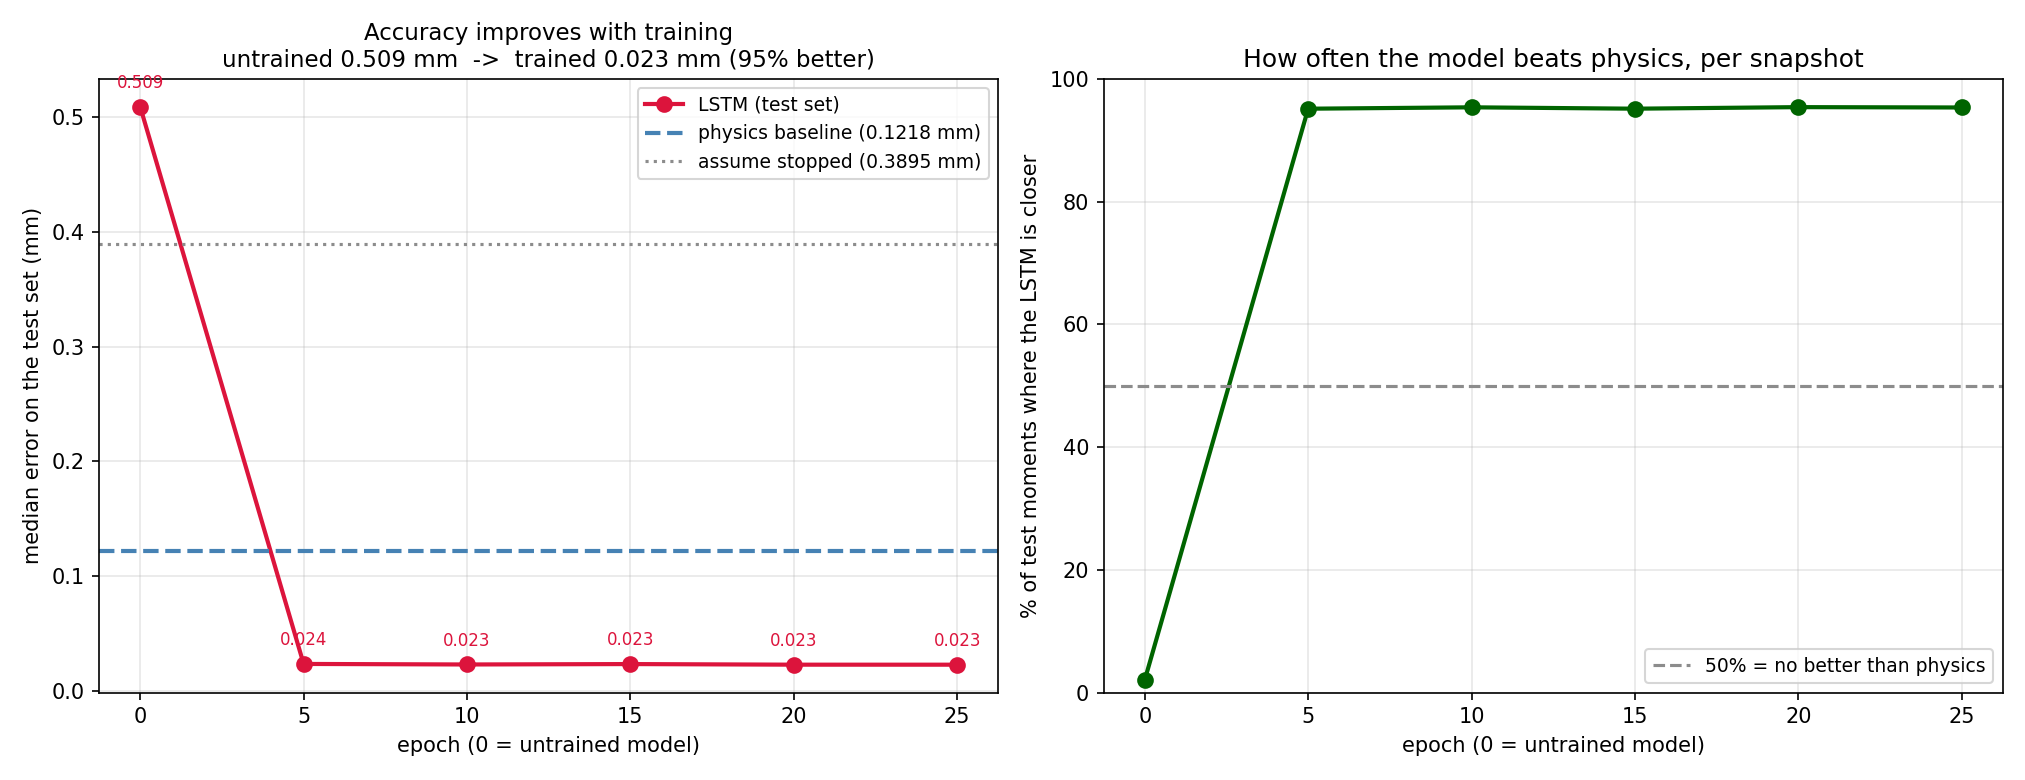 Accuracy improves with training
untrained 0.509 mm  ->  trained 0.023 mm (95% better)
0.509
LSTM (test set)
physics baseline (0.1218 mm)
assume stopped (0.3895 mm)
0.5
0.4
0.3
0.2
0.1
0.0
median error on the test set (mm)
0.024
0.023
0.023
0.023
0.023
0
5
10
15
20
25
epoch (0 = untrained model)
How often the model beats physics, per snapshot
100
80
60
40
20
0
% of test moments where the LSTM is closer
50% = no better than physics
0
5
10
15
20
25
epoch (0 = untrained model)